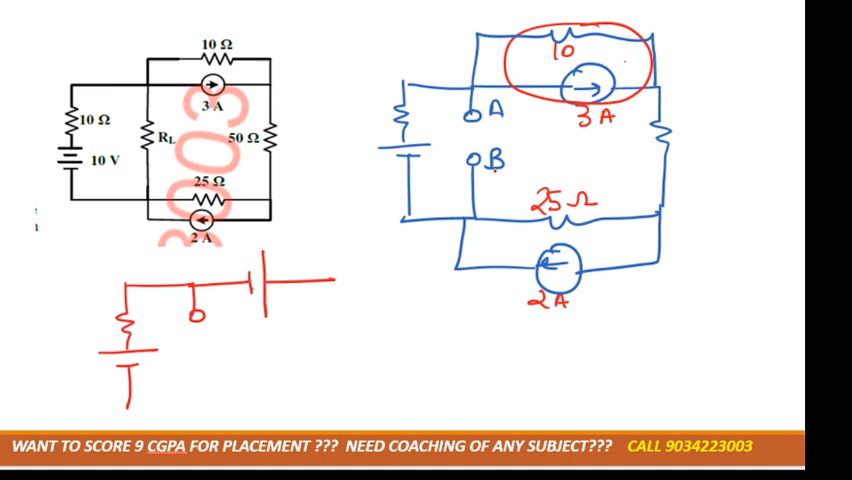 10 Ω
3 A
10 Ω
RL
50 Ω
10 V
25 Ω
2 A
10
A
3 A
B
25 Ω
2 A
WANT TO SCORE 9 CGPA FOR PLACEMENT ??? NEED COACHING OF ANY SUBJECT??? CALL 9034223003